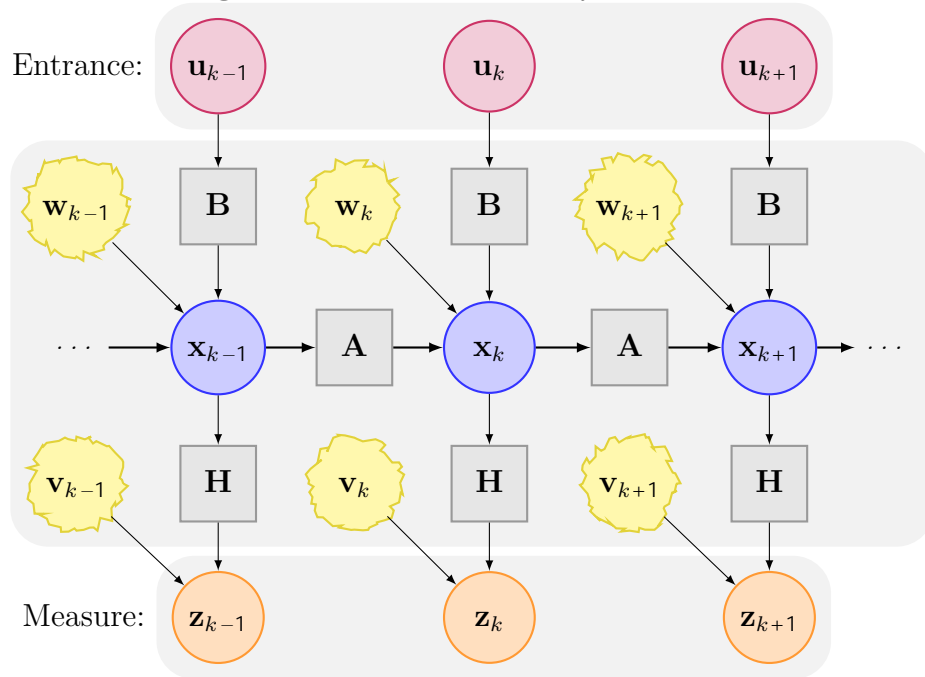 Entrance: u_{k−1} u_k u_{k+1}
w_{k−1} B w_k B w_{k+1} B
· · · x_{k−1} A x_k A x_{k+1} · · ·
v_{k−1} H v_k H v_{k+1} H
Measure: z_{k−1} z_k z_{k+1}